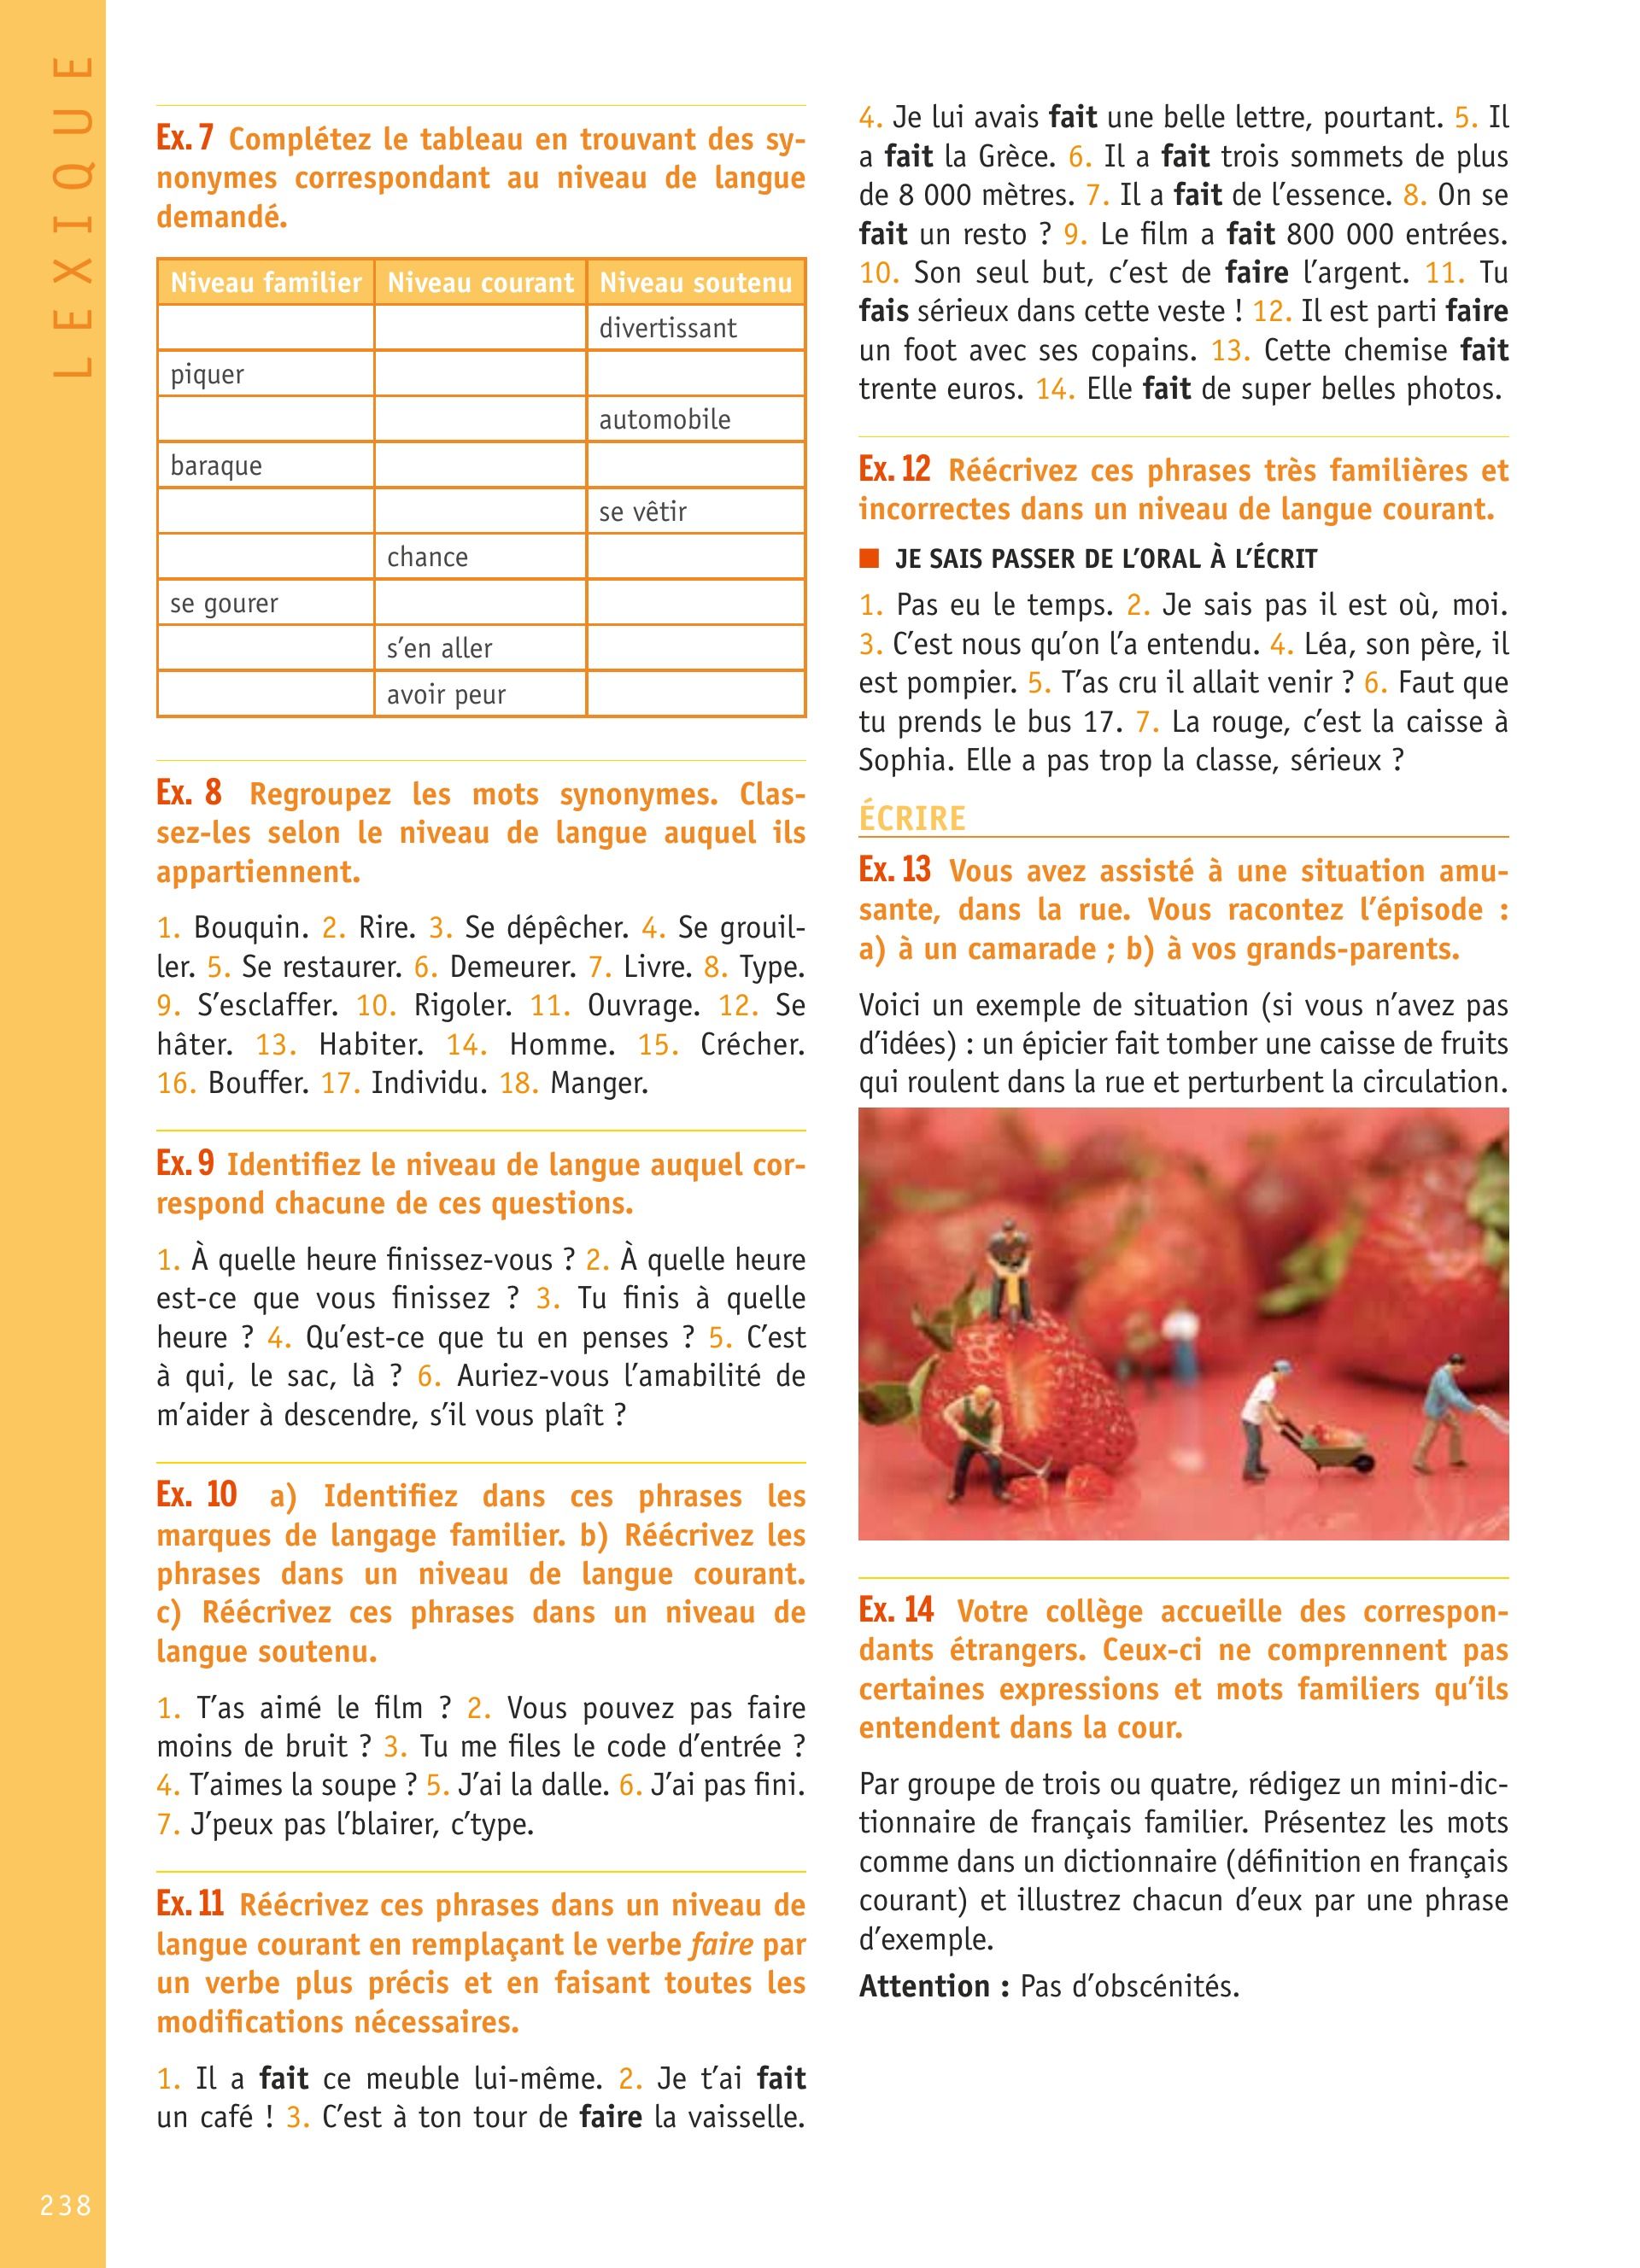 LEXIQUE
Ex. 7 Complétez le tableau en trouvant des sy-
nonymes correspondant au niveau de langue
demandé.
Niveau familier Niveau courant Niveau soutenu
divertissant
piquer
automobile
baraque
se vêtir
chance
se gourer
s’en aller
avoir peur
Ex. 8 Regroupez les mots synonymes. Clas-
sez-les selon le niveau de langue auquel ils
appartiennent.
1. Bouquin. 2. Rire. 3. Se dépêcher. 4. Se grouil-
ler. 5. Se restaurer. 6. Demeurer. 7. Livre. 8. Type.
9. S’esclaffer. 10. Rigoler. 11. Ouvrage. 12. Se
hâter. 13. Habiter. 14. Homme. 15. Crécher.
16. Bouffer. 17. Individu. 18. Manger.
Ex. 9 Identifiez le niveau de langue auquel cor-
respond chacune de ces questions.
1. À quelle heure finissez-vous ? 2. À quelle heure
est-ce que vous finissez ? 3. Tu finis à quelle
heure ? 4. Qu’est-ce que tu en penses ? 5. C’est
à qui, le sac, là ? 6. Auriez-vous l’amabilité de
m’aider à descendre, s’il vous plaît ?
Ex. 10 a) Identifiez dans ces phrases les
marques de langage familier. b) Réécrivez les
phrases dans un niveau de langue courant.
c) Réécrivez ces phrases dans un niveau de
langue soutenu.
1. T’as aimé le film ? 2. Vous pouvez pas faire
moins de bruit ? 3. Tu me files le code d’entrée ?
4. T’aimes la soupe ? 5. J’ai la dalle. 6. J’ai pas fini.
7. J’peux pas l’blairer, c’type.
Ex. 11 Réécrivez ces phrases dans un niveau de
langue courant en remplaçant le verbe faire par
un verbe plus précis et en faisant toutes les
modifications nécessaires.
1. Il a fait ce meuble lui-même. 2. Je t’ai fait
un café ! 3. C’est à ton tour de faire la vaisselle.
4. Je lui avais fait une belle lettre, pourtant. 5. Il
a fait la Grèce. 6. Il a fait trois sommets de plus
de 8 000 mètres. 7. Il a fait de l’essence. 8. On se
fait un resto ? 9. Le film a fait 800 000 entrées.
10. Son seul but, c’est de faire l’argent. 11. Tu
fais sérieux dans cette veste ! 12. Il est parti faire
un foot avec ses copains. 13. Cette chemise fait
trente euros. 14. Elle fait de super belles photos.
Ex. 12 Réécrivez ces phrases très familières et
incorrectes dans un niveau de langue courant.
■ JE SAIS PASSER DE L’ORAL À L’ÉCRIT
1. Pas eu le temps. 2. Je sais pas il est où, moi.
3. C’est nous qu’on l’a entendu. 4. Léa, son père, il
est pompier. 5. T’as cru il allait venir ? 6. Faut que
tu prends le bus 17. 7. La rouge, c’est la caisse à
Sophia. Elle a pas trop la classe, sérieux ?
ÉCRIRE
Ex. 13 Vous avez assisté à une situation amu-
sante, dans la rue. Vous racontez l’épisode :
a) à un camarade ; b) à vos grands-parents.
Voici un exemple de situation (si vous n’avez pas
d’idées) : un épicier fait tomber une caisse de fruits
qui roulent dans la rue et perturbent la circulation.
Ex. 14 Votre collège accueille des correspon-
dants étrangers. Ceux-ci ne comprennent pas
certaines expressions et mots familiers qu’ils
entendent dans la cour.
Par groupe de trois ou quatre, rédigez un mini-dic-
tionnaire de français familier. Présentez les mots
comme dans un dictionnaire (définition en français
courant) et illustrez chacun d’eux par une phrase
d’exemple.
Attention : Pas d’obscénités.
238